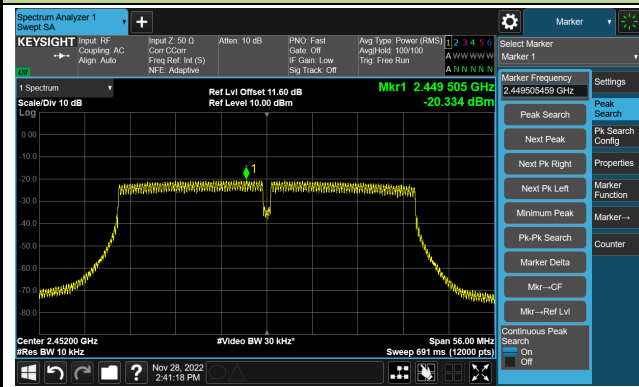 Spectrum Analyzer 1
Swept SA
Marker
KEYSIGHT Input: RF
Coupling: AC
Align: Auto
Input Z: 50 Ω
Corr CCorr
Freq Ref: Int (S)
NFE: Adaptive
Atten: 10 dB
PNO: Fast
Gate: Off
IF Gain: Low
Sig Track: Off
Avg Type: Power (RMS)
Avg|Hold: 100/100
Trig: Free Run
1 2 3 4 5 6
A W W W W W
A N N N N N
LXI
Select Marker
Marker 1
1 Spectrum
Scale/Div 10 dB
Log
Ref Lvl Offset 11.60 dB
Ref Level 10.00 dBm
Mkr1 2.449 505 GHz
-20.334 dBm
0.00
-10.0
-20.0
-30.0
-40.0
-50.0
-60.0
-70.0
-80.0
1
Center 2.45200 GHz
#Res BW 10 kHz
#Video BW 30 kHz*
Span 56.00 MHz
Sweep 691 ms (12000 pts)
Marker Frequency
2.449505459 GHz
Peak Search
Next Peak
Next Pk Right
Next Pk Left
Minimum Peak
Pk-Pk Search
Marker Delta
Mkr→CF
Mkr→Ref Lvl
Continuous Peak
Search
On
Off
Settings
Peak
Search
Pk Search
Config
Properties
Marker
Function
Marker→
Counter
Nov 28, 2022
2:41:18 PM